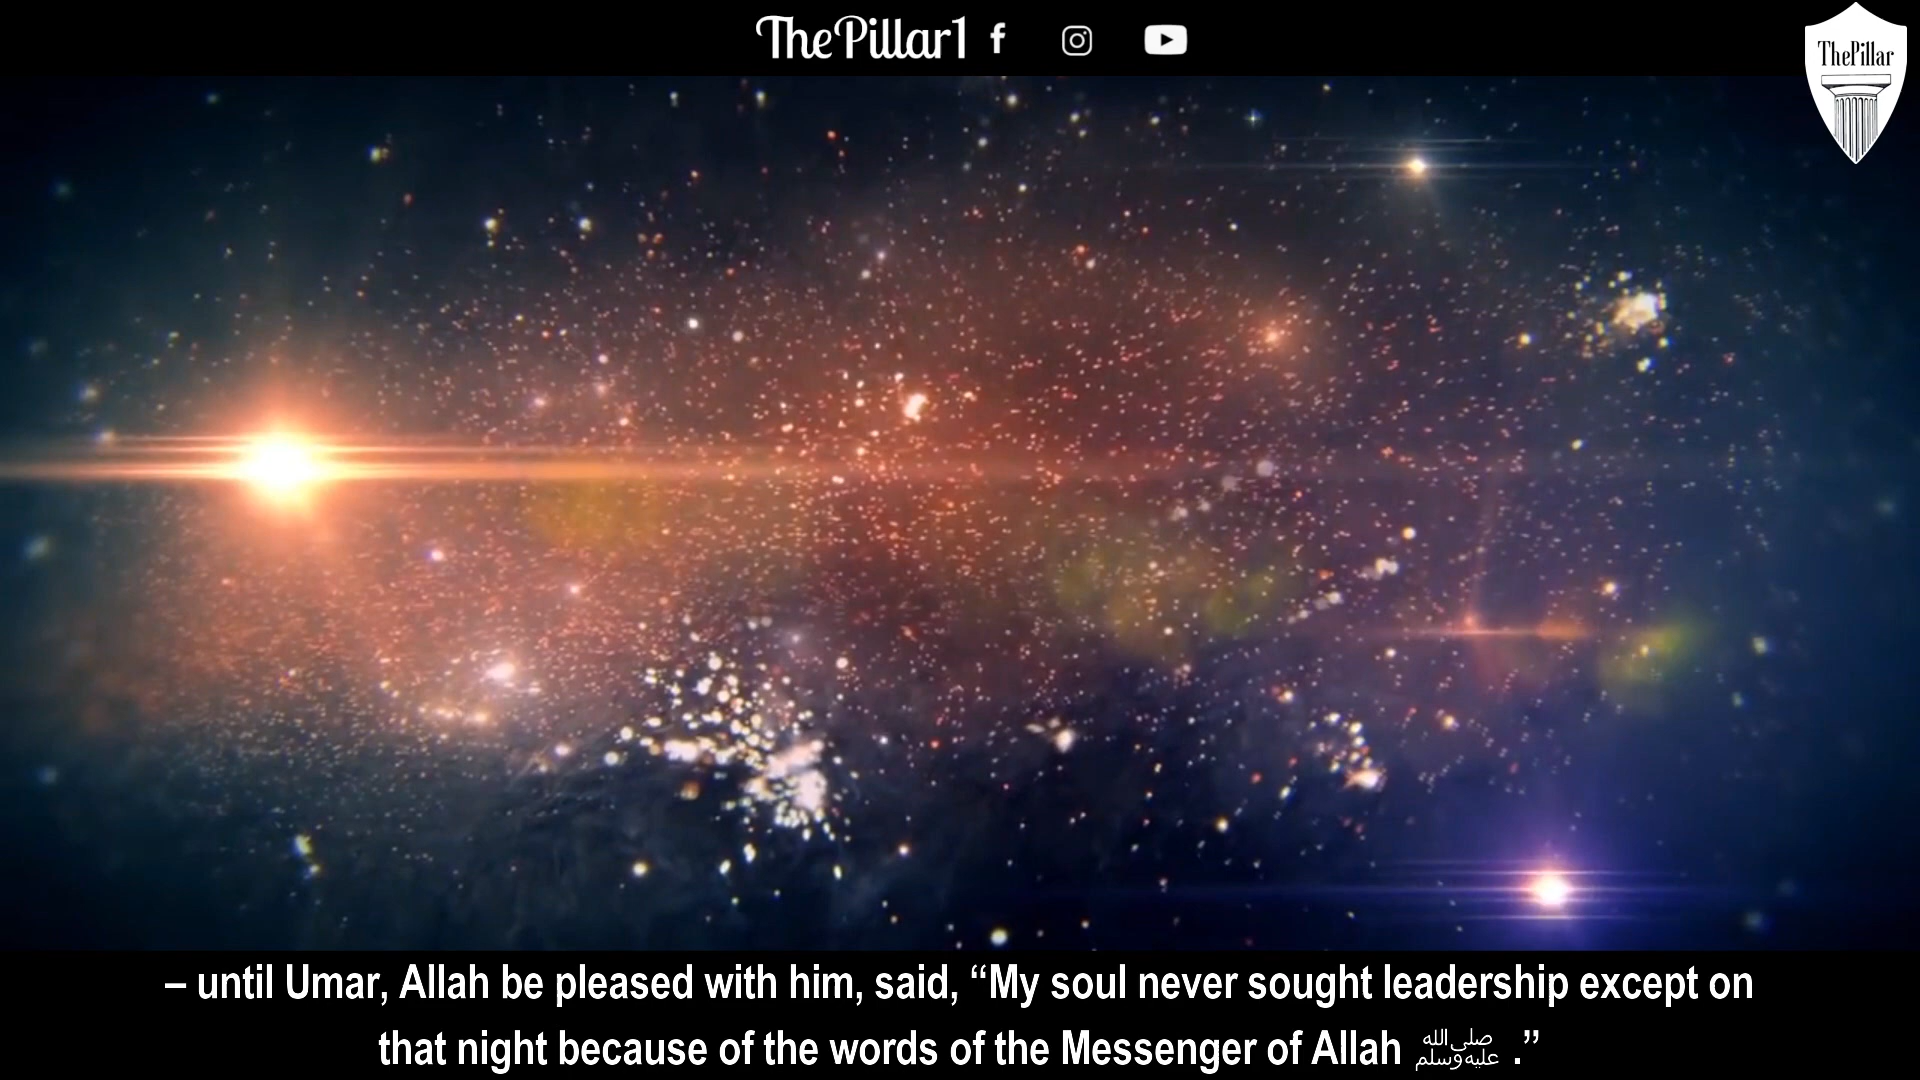 ThePillar1
ThePillar
– until Umar, Allah be pleased with him, said, “My soul never sought leadership except on
that night because of the words of the Messenger of Allah ﷺ .”